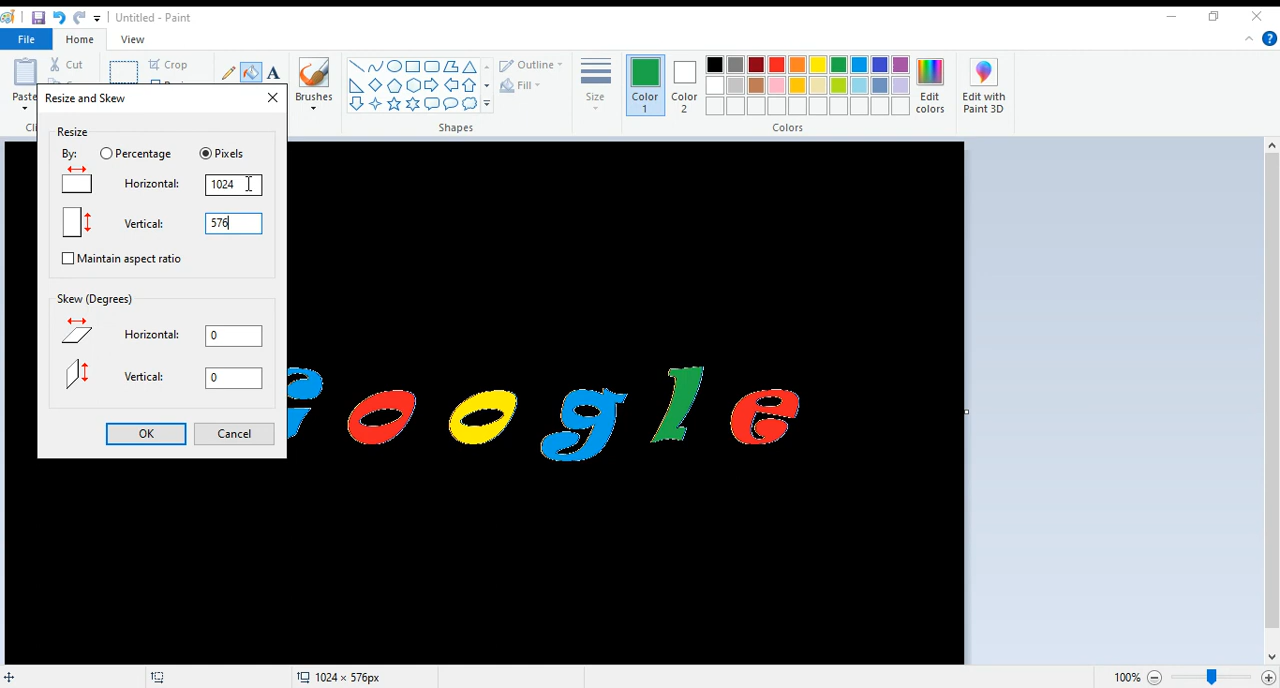 Untitled - Paint
File Home View
Cut
Crop
Paste
Brushes
Shapes
Outline
Fill
Size
Color 1
Color 2
Edit colors
Edit with Paint 3D
Colors
A
?
Resize and Skew
Resize
By: Percentage Pixels
Horizontal: 1024
Vertical: 576
Maintain aspect ratio
Skew (Degrees)
Horizontal: 0
Vertical: 0
OK Cancel
oogle
1024 × 576px
100%